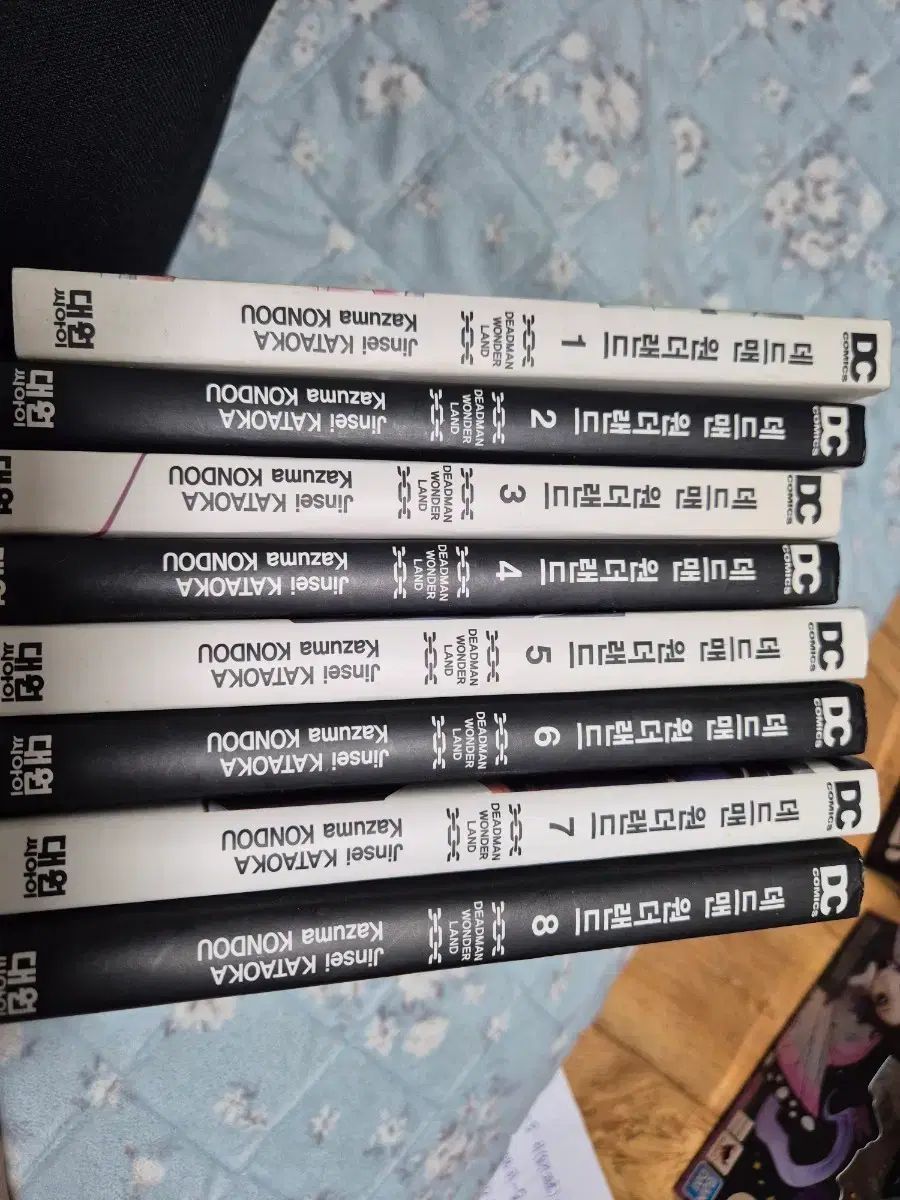 DC
COMICS
데드맨 원더랜드
1
DEADMAN
WONDER
LAND
Jinsei KATAOKA
Kazuma KONDOU
대원
씨아이
DC
COMICS
데드맨 원더랜드
2
DEADMAN
WONDER
LAND
Jinsei KATAOKA
Kazuma KONDOU
대원
씨아이
DC
COMICS
데드맨 원더랜드
3
DEADMAN
WONDER
LAND
Jinsei KATAOKA
Kazuma KONDOU
대원
DC
COMICS
데드맨 원더랜드
4
DEADMAN
WONDER
LAND
Jinsei KATAOKA
Kazuma KONDOU
DC
COMICS
데드맨 원더랜드
5
DEADMAN
WONDER
LAND
Jinsei KATAOKA
Kazuma KONDOU
대원
씨아이
DC
COMICS
데드맨 원더랜드
6
DEADMAN
WONDER
LAND
Jinsei KATAOKA
Kazuma KONDOU
대원
씨아이
DC
COMICS
데드맨 원더랜드
7
DEADMAN
WONDER
LAND
Jinsei KATAOKA
Kazuma KONDOU
대원
씨아이
DC
COMICS
데드맨 원더랜드
8
DEADMAN
WONDER
LAND
Jinsei KATAOKA
Kazuma KONDOU
대원
씨아이